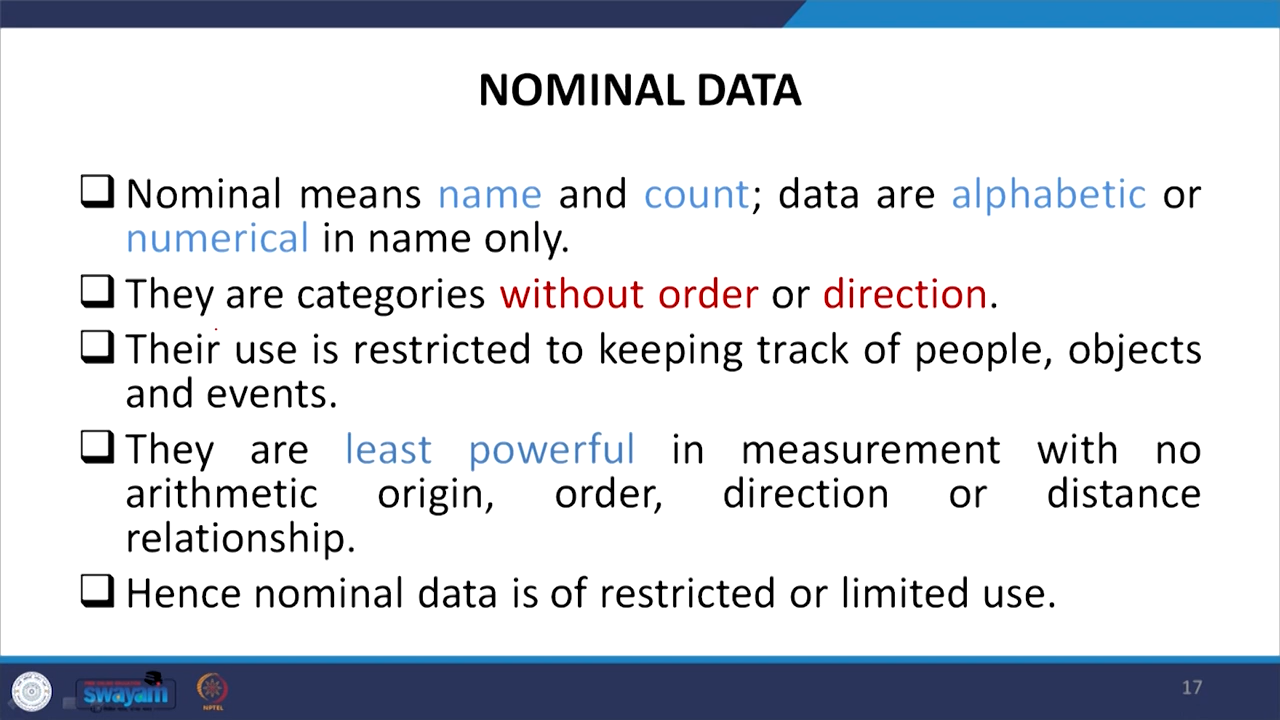 NOMINAL DATA
Nominal means name and count; data are alphabetic or
numerical in name only.
They are categories without order or direction.
Their use is restricted to keeping track of people, objects
and events.
They are least powerful in measurement with no
arithmetic origin, order, direction or distance
relationship.
Hence nominal data is of restricted or limited use.
swayam
NPTEL
17